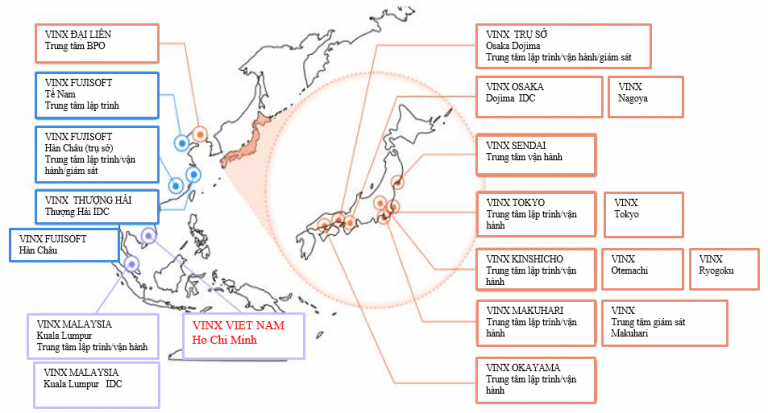 VINX ĐẠI LIÊN
Trung tâm BPO
VINX FUJISOFT
Tế Nam
Trung tâm lập trình
VINX FUJISOFT
Hàn Châu (trụ sở)
Trung tâm lập trình/vận
hành/giám sát
VINX THƯỢNG HẢI
Thượng Hải IDC
VINX FUJISOFT
Hàn Châu
VINX MALAYSIA
Kuala Lumpur
Trung tâm lập trình/vận hành
VINX MALAYSIA
Kuala Lumpur IDC
VINX VIET NAM
Ho Chi Minh
VINX TRỤ SỞ
Osaka Dojima
Trung tâm lập trình/vận hành/giám sát
VINX OSAKA
Dojima IDC
VINX
Nagoya
VINX SENDAI
Trung tâm vận hành
VINX TOKYO
Trung tâm lập trình/vận
hành
VINX
Tokyo
VINX KINSHICHO
Trung tâm lập trình/vận
hành
VINX
Otemachi
VINX
Ryogoku
VINX MAKUHARI
Trung tâm lập trình/vận
hành
VINX
Trung tâm giám sát
Makuhari
VINX OKAYAMA
Trung tâm lập trình/vận
hành